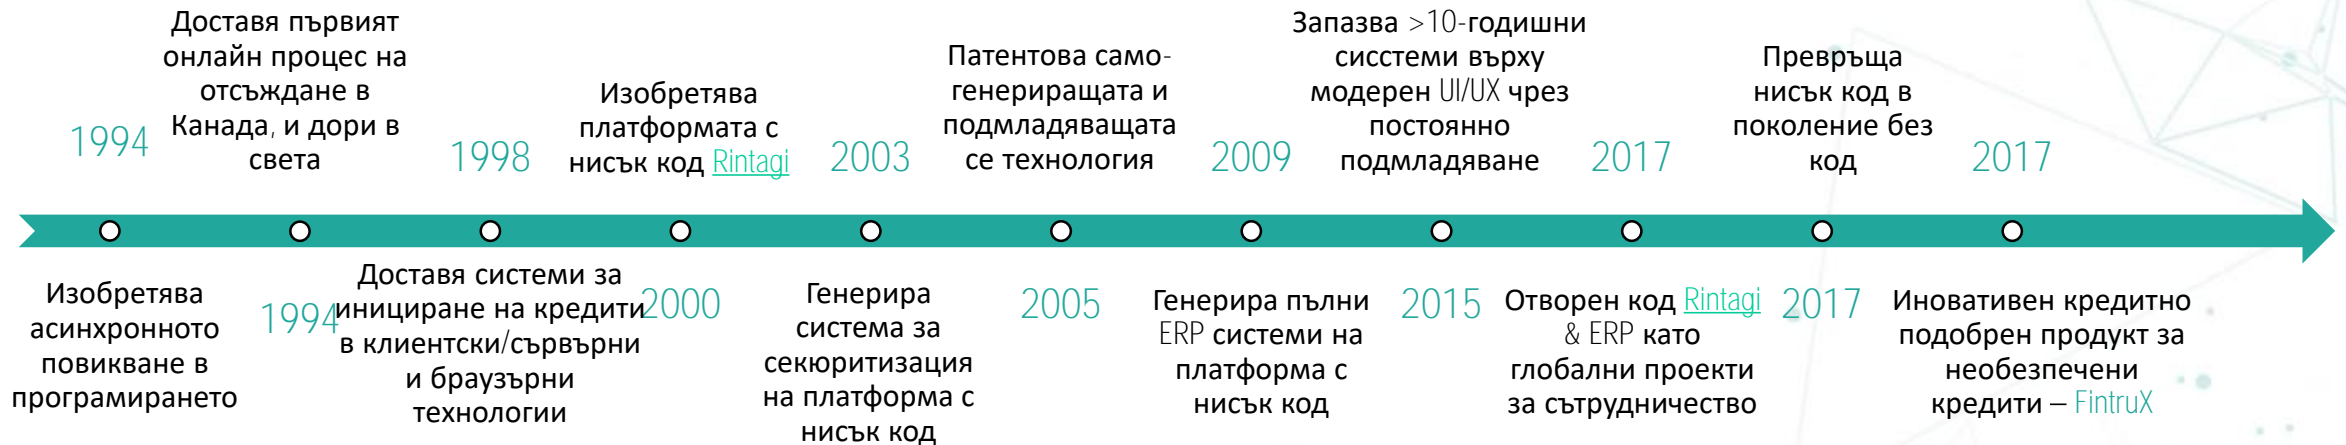 1994
Изобретява
асинхронното
повикване в
програмирането
Доставя първият
онлайн процес на
отсъждане в
Канада, и дори в
света
1994
1998
Доставя системи за
инициране на кредити
в клиентски/сървърни
и браузърни
технологии
Изобретява
платформата с
нисък код Rintagi
2000
2003
Генерира
система за
секюритизация
на платформа с
нисък код
Патентова само-
генериращата и
подмладяващата
се технология
2005
2009
Генерира пълни
ERP системи на
платформа с
нисък код
Запазва >10-годишни
сисстеми върху
модерен UI/UX чрез
постоянно
подмладяване
2015
2017
Отворен код Rintagi
& ERP като
глобални проекти
за сътрудничество
Превръща
нисък код в
поколение без
код
2017
2017
Иновативен кредитно
подобрен продукт за
необезпечени
кредити – FintruX